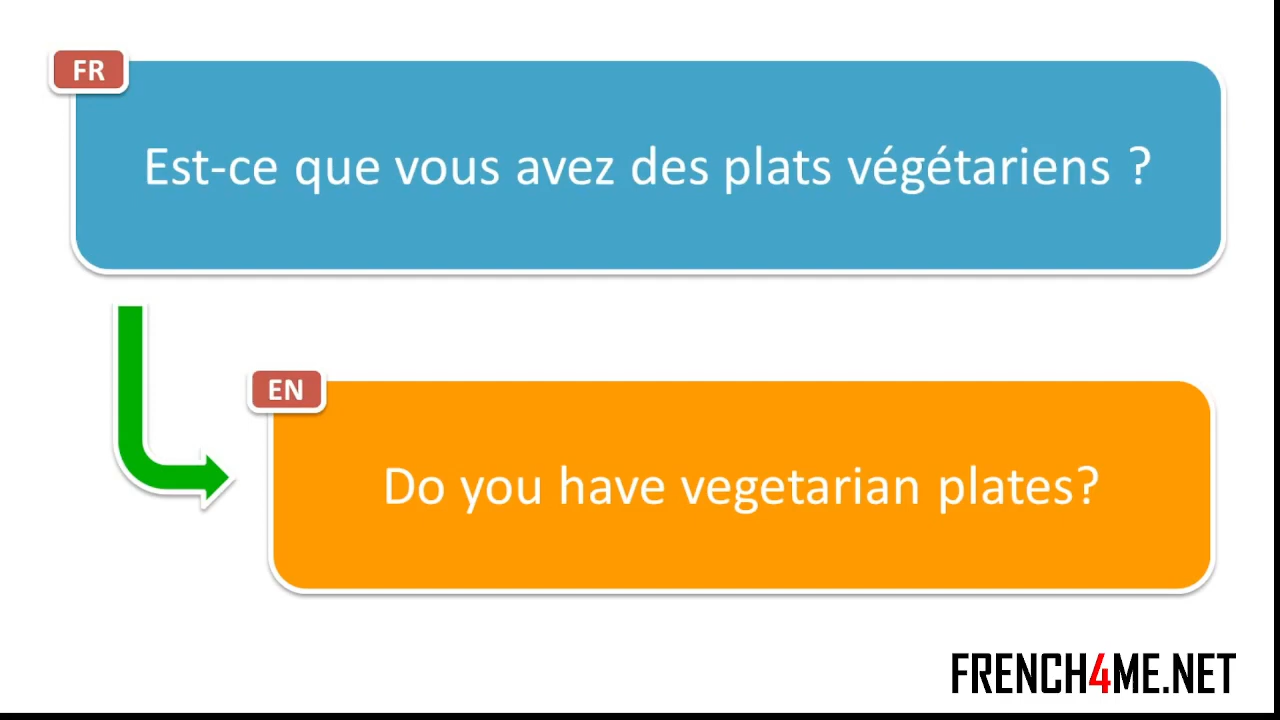 FR
Est-ce que vous avez des plats végétariens ?
EN
Do you have vegetarian plates?
FRENCH4ME.NET